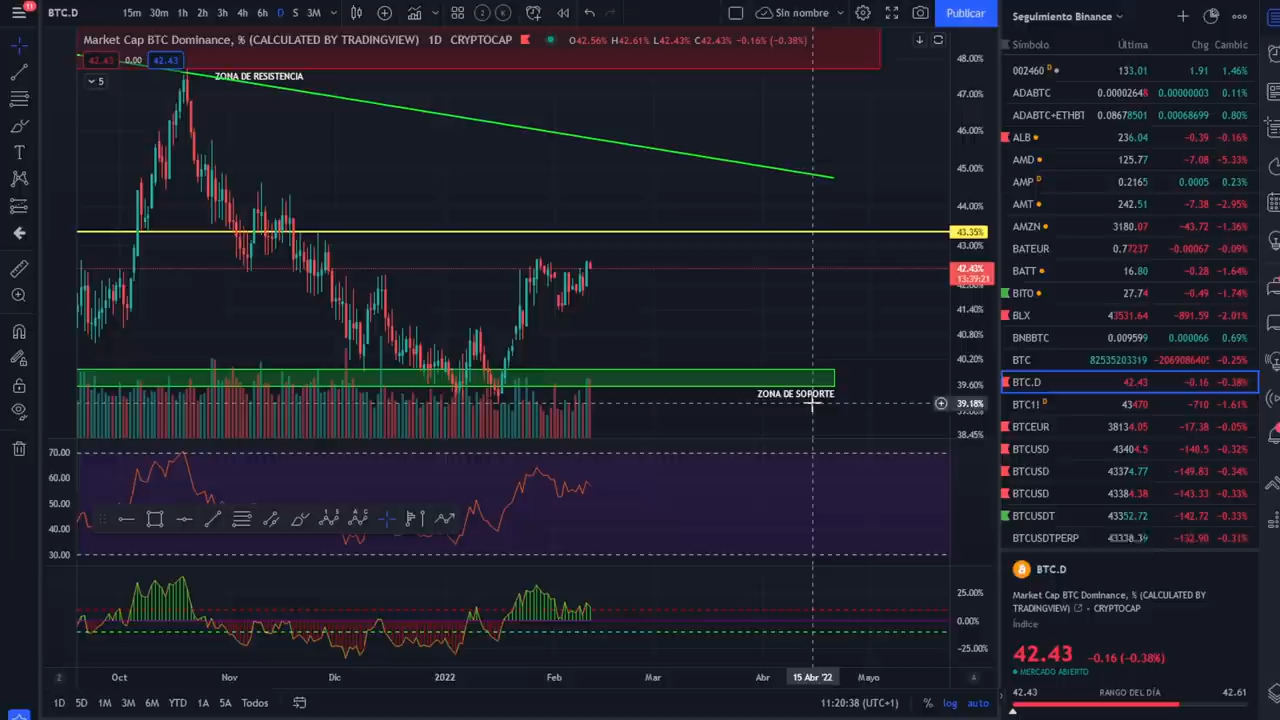 11
BTC.D
15m 30m 1h 2h 3h 4h 6h D S 3M
Sin nombre
Publicar
Market Cap BTC Dominance, % (CALCULATED BY TRADINGVIEW) 1D CRYPTOCAP O42.56% H42.61% L42.43% C42.43% -0.16 (-0.38%)
42.43 0.00 42.43
5
ZONA DE RESISTENCIA
ZONA DE SOPORTE
48.00%
47.00%
46.00%
45.00%
44.00%
43.35%
43.00%
42.43%
13:39:21
41.40%
40.80%
40.20%
39.60%
39.18%
38.45%
70.00
60.00
50.00
40.00
30.00
25.00%
0.00%
-25.00%
Oct Nov Dic 2022 Feb Mar Abr 15 Abr '22 Mayo
1D 5D 1M 3M 6M YTD 1A 5A Todos
11:20:38 (UTC+1) % log auto
Seguimiento Binance
Símbolo Última Chg Cambic
002460 D 133.01 1.91 1.46%
ADABTC 0.00002648 0.00000003 0.11%
ADABTC+ETHBT 0.08678501 0.00068699 0.80%
ALB 236.04 -0.39 -0.16%
AMD 125.77 -7.08 -5.33%
AMP D 0.2165 0.0005 0.23%
AMT 242.51 -7.38 -2.95%
AMZN 3180.07 -43.72 -1.36%
BATEUR 0.77237 -0.00067 -0.09%
BATT 16.80 -0.28 -1.64%
BITO 27.74 -0.49 -1.74%
BLX 43531.64 -891.59 -2.01%
BNBBTC 0.009599 0.000066 0.69%
BTC 82535203319 -206908640 -0.25%
BTC.D 42.43 -0.16 -0.38%
BTC1! D 43470 -710 -1.61%
BTCEUR 38134.05 -17.38 -0.05%
BTCUSD 43404.5 -140.5 -0.32%
BTCUSD 43374.77 -149.83 -0.34%
BTCUSD 43384.38 -143.33 -0.33%
BTCUSDT 43352.72 -142.72 -0.33%
BTCUSDTPERP 43338.39 -132.90 -0.31%
BTC.D
Market Cap BTC Dominance, % (CALCULATED BY
TRADINGVIEW) • CRYPTOCAP
Índice
42.43 -0.16 (-0.38%)
MERCADO ABIERTO
42.43 RANGO DEL DÍA 42.61